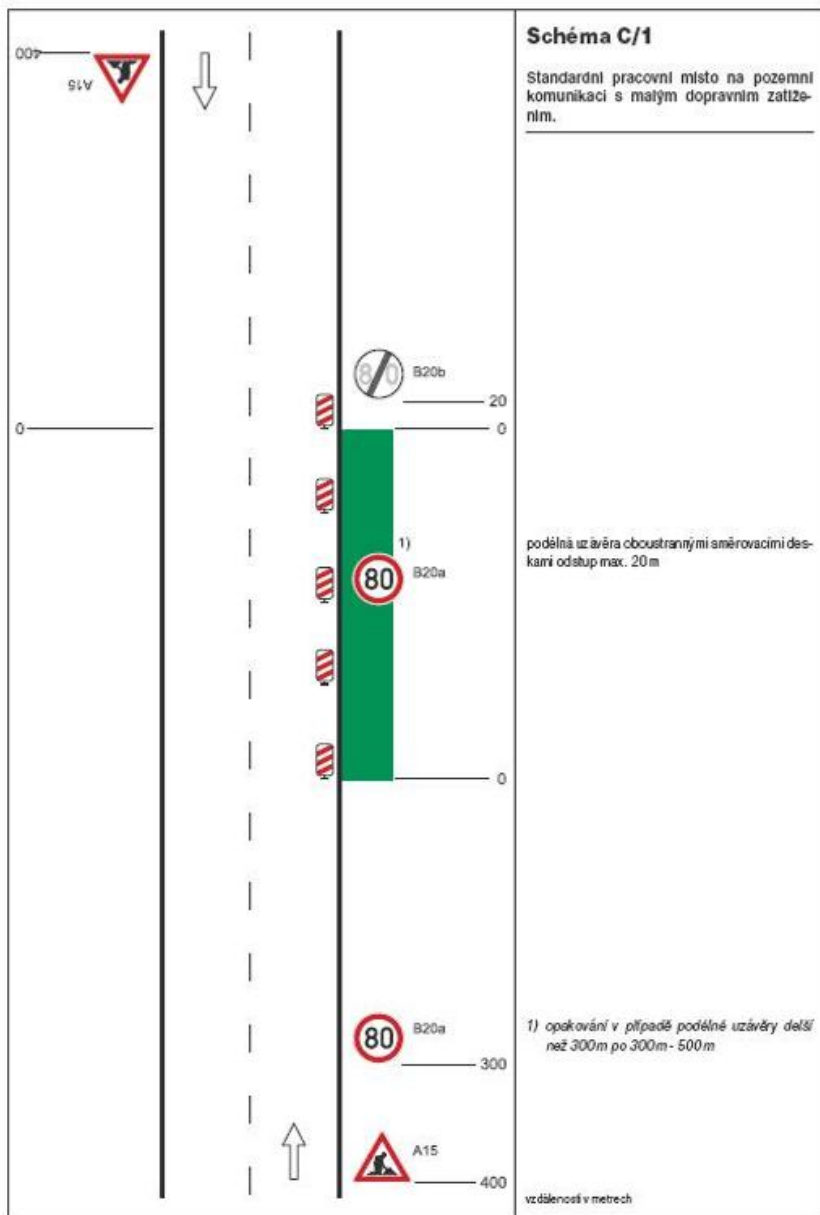 Schéma C/1
Standardní pracovní místo na pozemní
komunikaci s malým dopravním zatíže-
ním.
400
A15
80
B20b
20
0
0
1)
80
B20a
podélná uzávěra oboustrannými směrovacími des-
kami odstup max. 20 m
0
80
B20a
300
1) opakování v případě podélné uzávěry delší
než 300m po 300m - 500m
A15
400
vzdálenosti v metrech